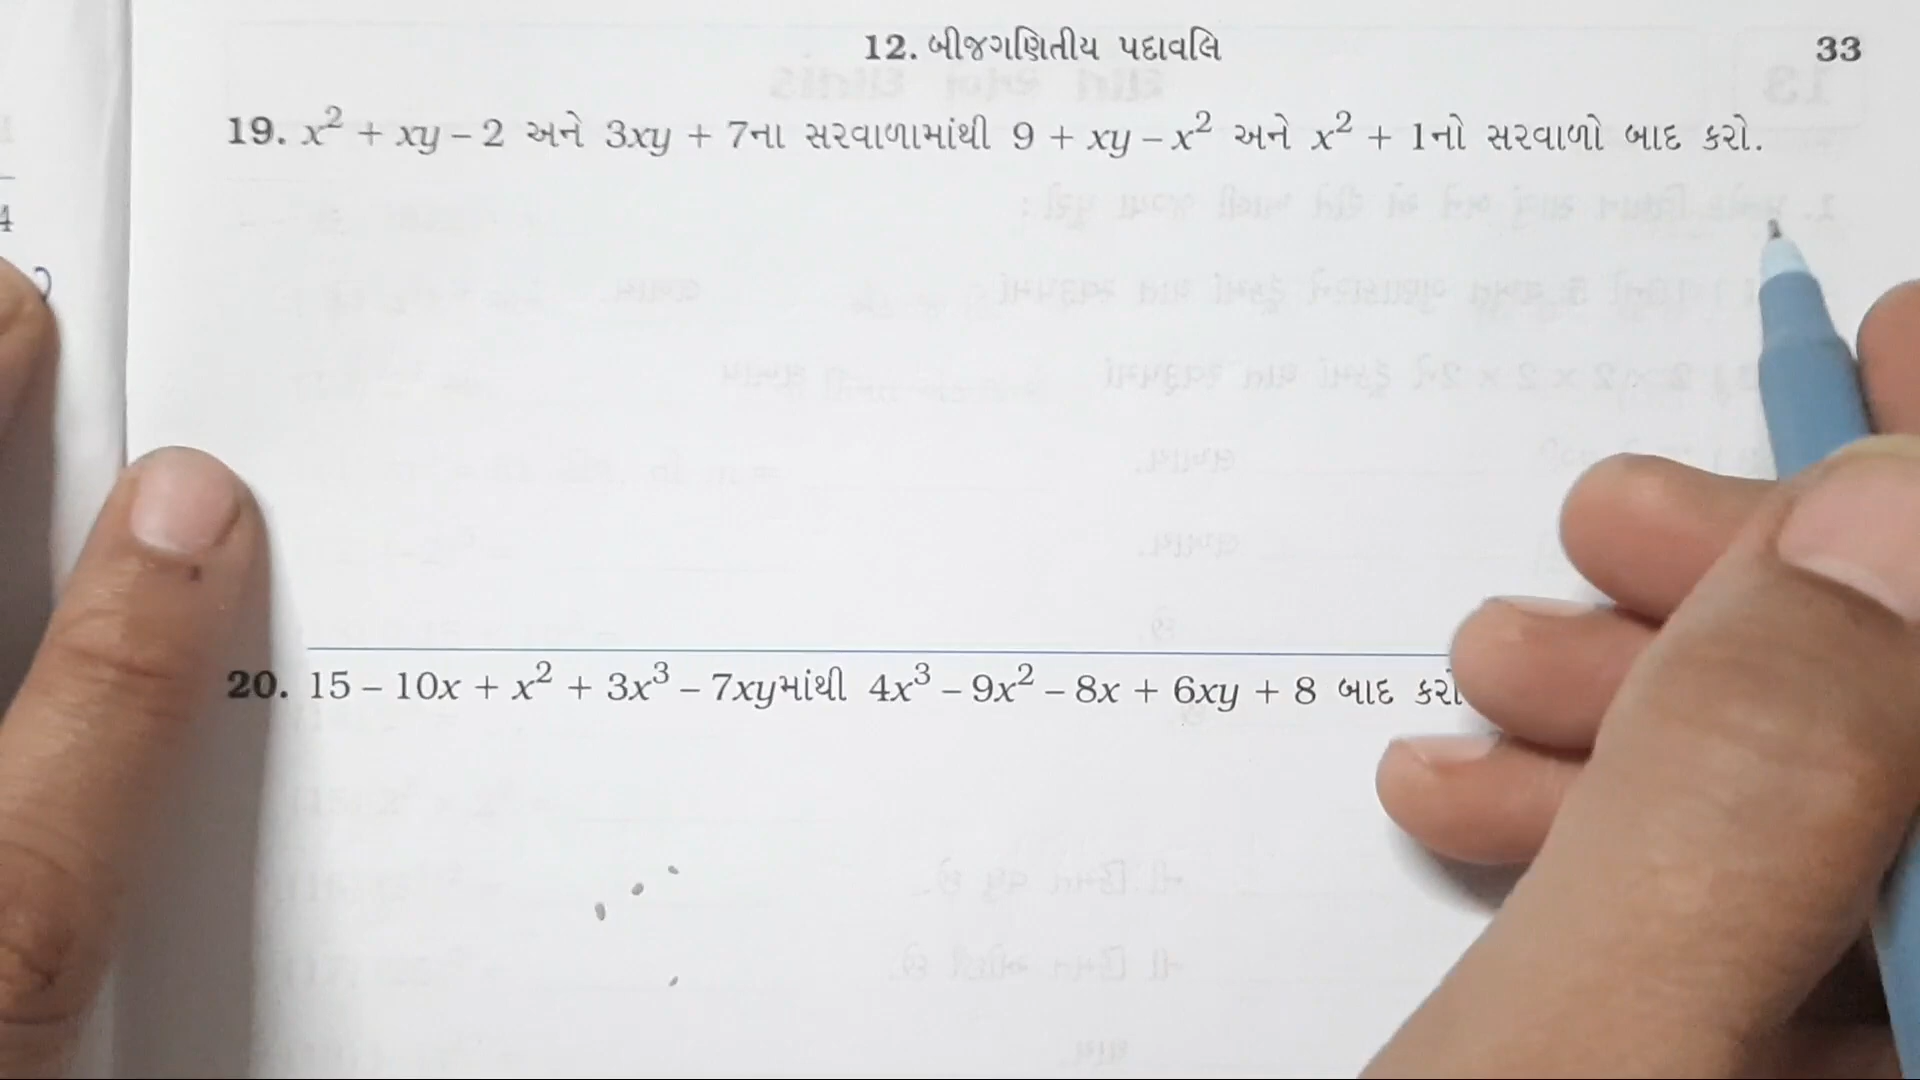 12. બીજગણિતીય પદાવલિ 33
19. x² + xy – 2 અને 3xy + 7ના સરવાળામાંથી 9 + xy – x² અને x² + 1નો સરવાળો બાદ કરો.
4
20. 15 – 10x + x² + 3x³ – 7xyમાંથી 4x³ – 9x² – 8x + 6xy + 8 બાદ કરો